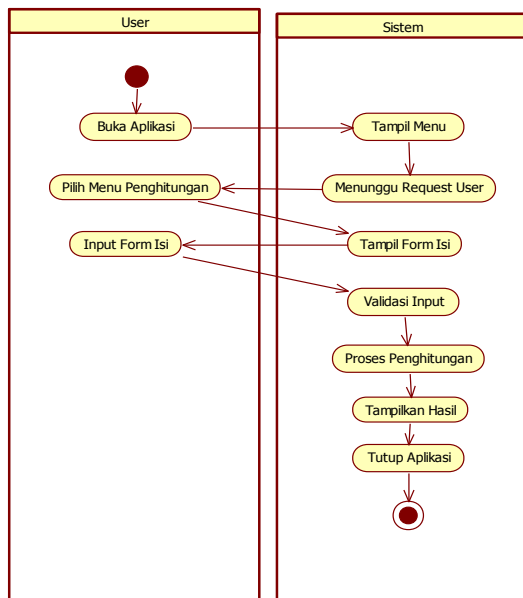 User
Sistem
Buka Aplikasi
Tampil Menu
Pilih Menu Penghitungan
Menunggu Request User
Input Form Isi
Tampil Form Isi
Validasi Input
Proses Penghitungan
Tampilkan Hasil
Tutup Aplikasi